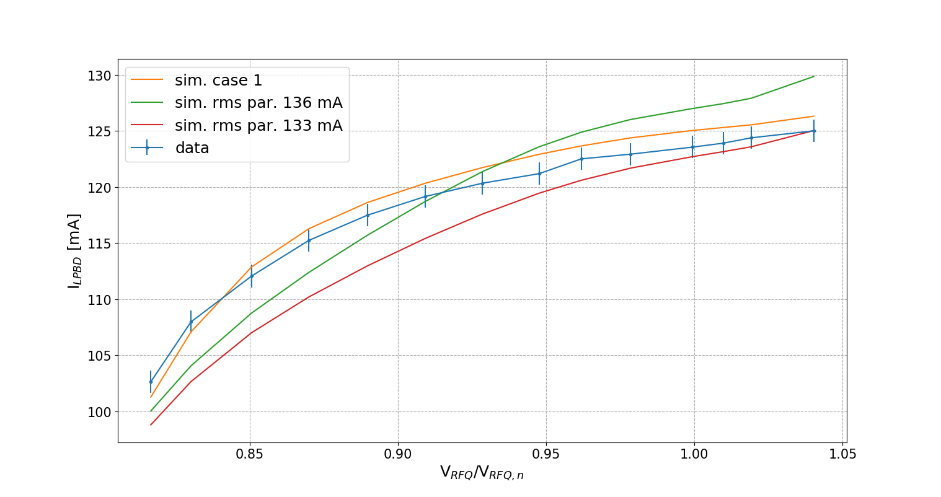 130
125
120
115
110
105
100
I_LPBD [mA]
sim. case 1
sim. rms par. 136 mA
sim. rms par. 133 mA
data
0.85 0.90 0.95 1.00 1.05
V_RFQ/V_RFQ, n